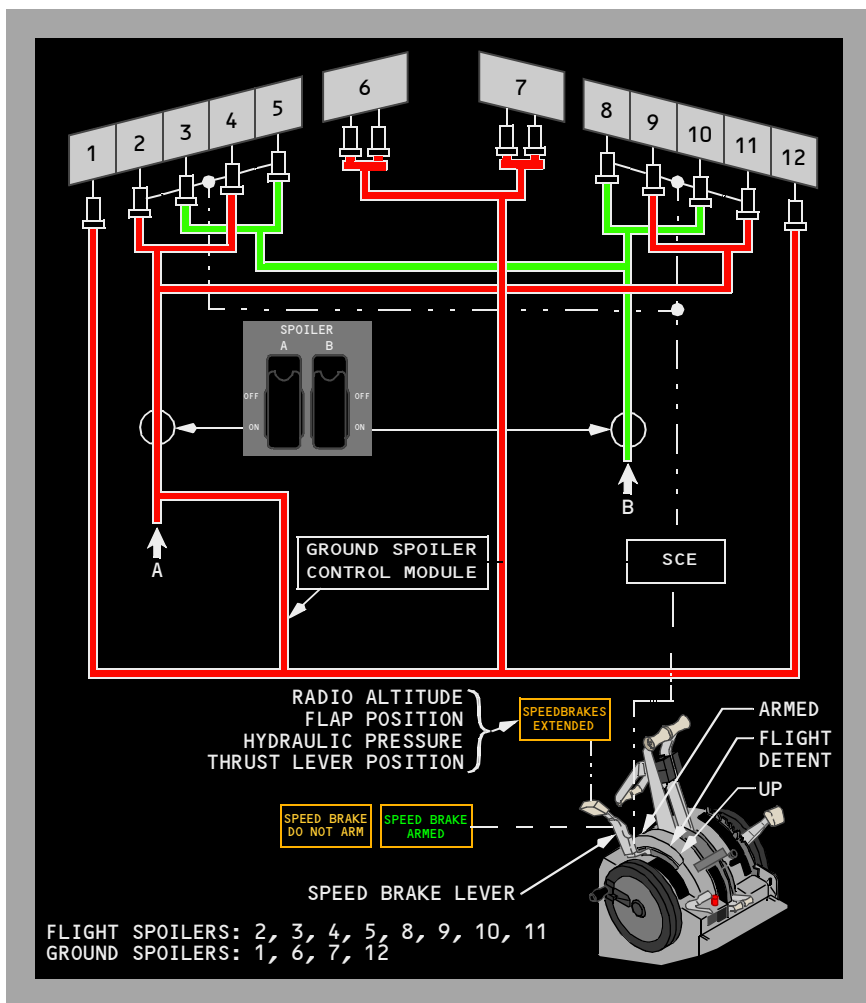 1 2 3 4 5 6 7 8 9 10 11 12
SPOILER
A B
OFF OFF
ON ON
A
B
GROUND SPOILER
CONTROL MODULE
SCE
RADIO ALTITUDE
FLAP POSITION
HYDRAULIC PRESSURE
THRUST LEVER POSITION
SPEEDBRAKES
EXTENDED
ARMED
FLIGHT
DETENT
UP
SPEED BRAKE
DO NOT ARM
SPEED BRAKE
ARMED
SPEED BRAKE LEVER
FLIGHT SPOILERS: 2, 3, 4, 5, 8, 9, 10, 11
GROUND SPOILERS: 1, 6, 7, 12